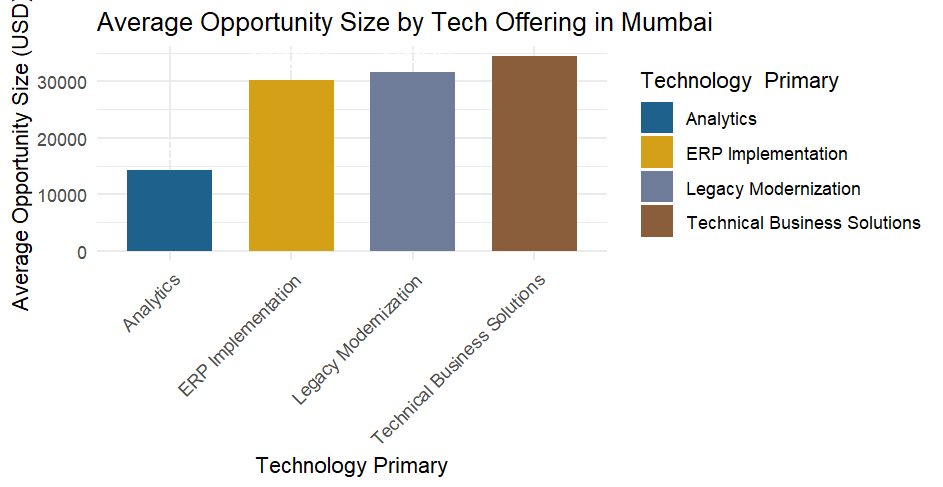 Average Opportunity Size by Tech Offering in Mumbai
Average Opportunity Size (USD)
30000
20000
10000
0
Analytics
ERP Implementation
Legacy Modernization
Technical Business Solutions
Technology Primary
Technology  Primary
Analytics
ERP Implementation
Legacy Modernization
Technical Business Solutions